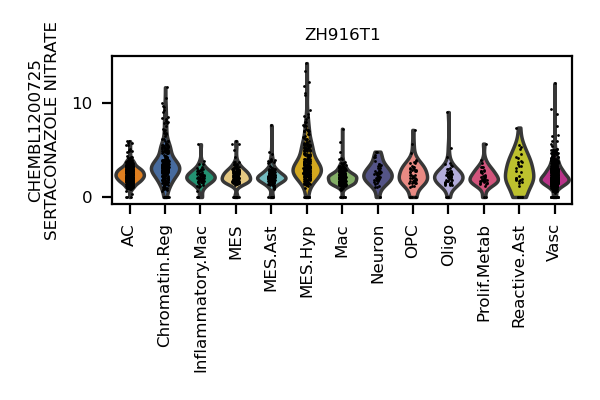 ZH916T1
CHEMBL1200725
SERTACONAZOLE NITRATE
10
0
AC
Chromatin.Reg
Inflammatory.Mac
MES
MES.Ast
MES.Hyp
Mac
Neuron
OPC
Oligo
Prolif.Metab
Reactive.Ast
Vasc